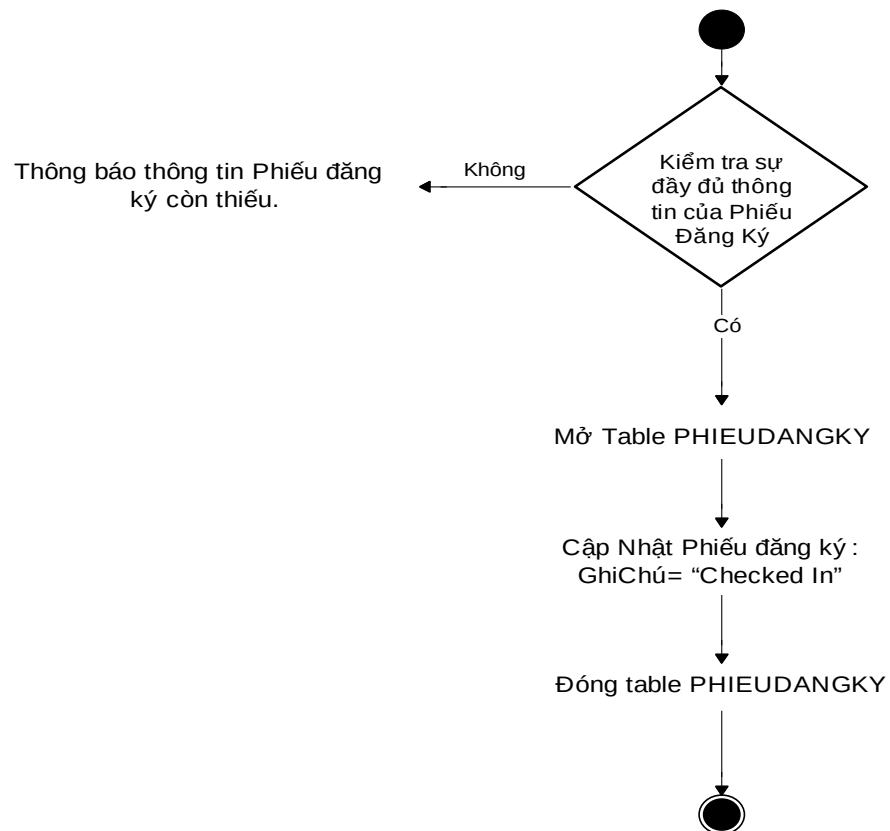 Kiểm tra sự
đầy đủ thông
tin của Phiếu
Đăng Ký
Không
Thông báo thông tin Phiếu đăng
ký còn thiếu.
Có
Mở Table PHIEUDANGKY
Cập Nhật Phiếu đăng ký :
GhiChú= “Checked In”
Đóng table PHIEUDANGKY